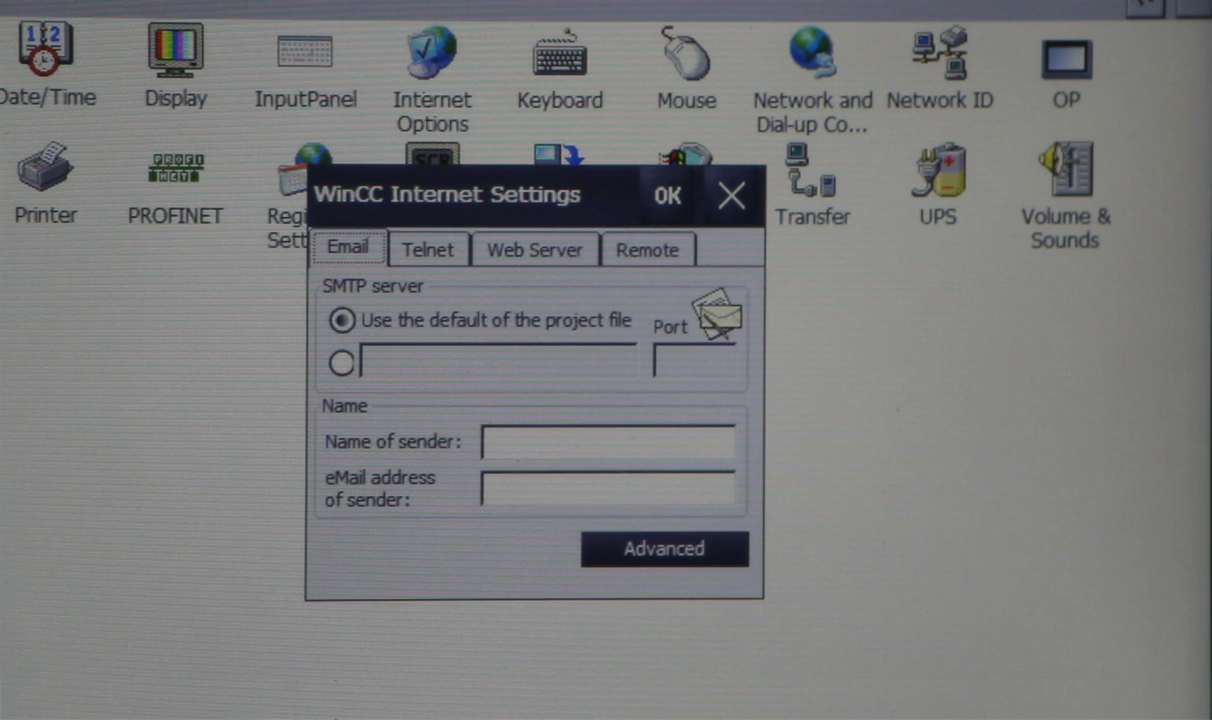 Date/Time
Display
InputPanel
Internet
Options
Keyboard
Mouse
Network and
Dial-up Co...
Network ID
OP
Printer
PROFINET
Regi
Sett
Transfer
UPS
Volume &
Sounds
WinCC Internet Settings
OK
Email
Telnet
Web Server
Remote
SMTP server
Use the default of the project file
Port
Name
Name of sender:
eMail address
of sender:
Advanced